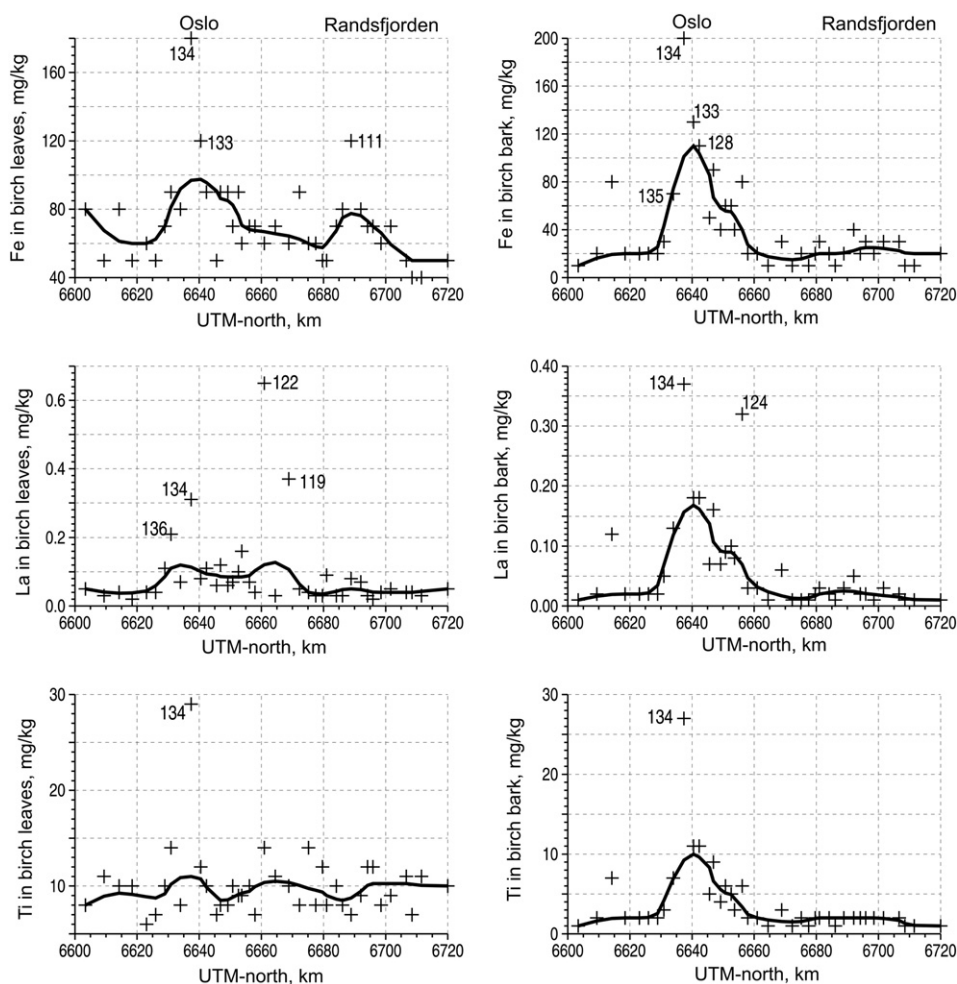 Oslo Randsfjorden
Fe in birch leaves, mg/kg
160
120
80
40
134
133
111
6600 6620 6640 6660 6680 6700 6720
UTM-north, km
Oslo Randsfjorden
Fe in birch bark, mg/kg
200
160
120
80
40
0
134
133
128
135
6600 6620 6640 6660 6680 6700 6720
UTM-north, km
La in birch leaves, mg/kg
0.6
0.4
0.2
0.0
122
119
134
136
6600 6620 6640 6660 6680 6700 6720
UTM-north, km
La in birch bark, mg/kg
0.40
0.30
0.20
0.10
0.00
134
124
6600 6620 6640 6660 6680 6700 6720
UTM-north, km
Ti in birch leaves, mg/kg
30
20
10
134
6600 6620 6640 6660 6680 6700 6720
UTM-north, km
Ti in birch bark, mg/kg
30
20
10
0
134
6600 6620 6640 6660 6680 6700 6720
UTM-north, km